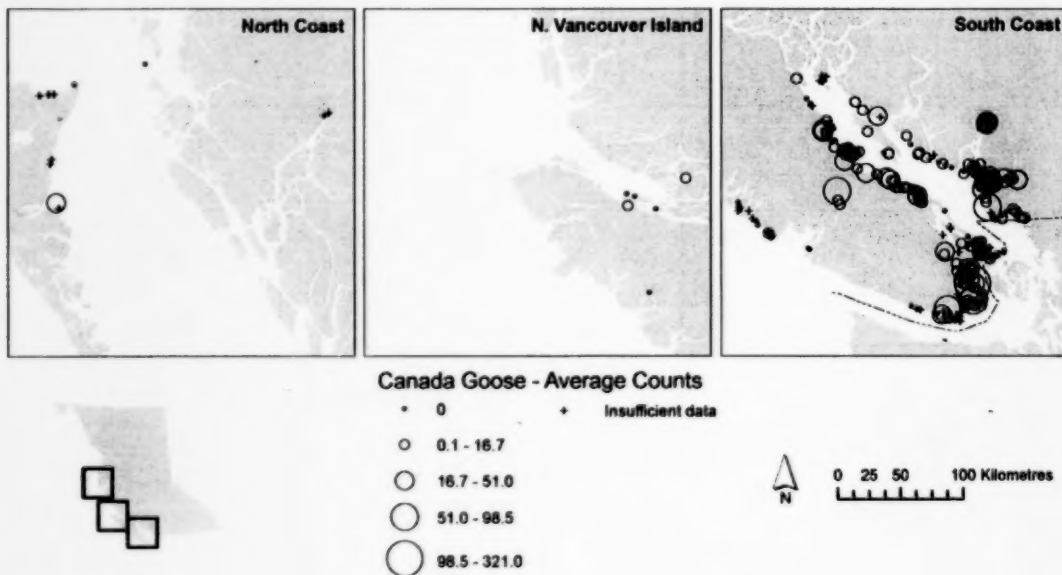 North Coast
N. Vancouver Island
South Coast
Canada Goose - Average Counts
0
Insufficient data
0.1 - 16.7
16.7 - 51.0
51.0 - 98.5
98.5 - 321.0
N
0 25 50 100 Kilometres